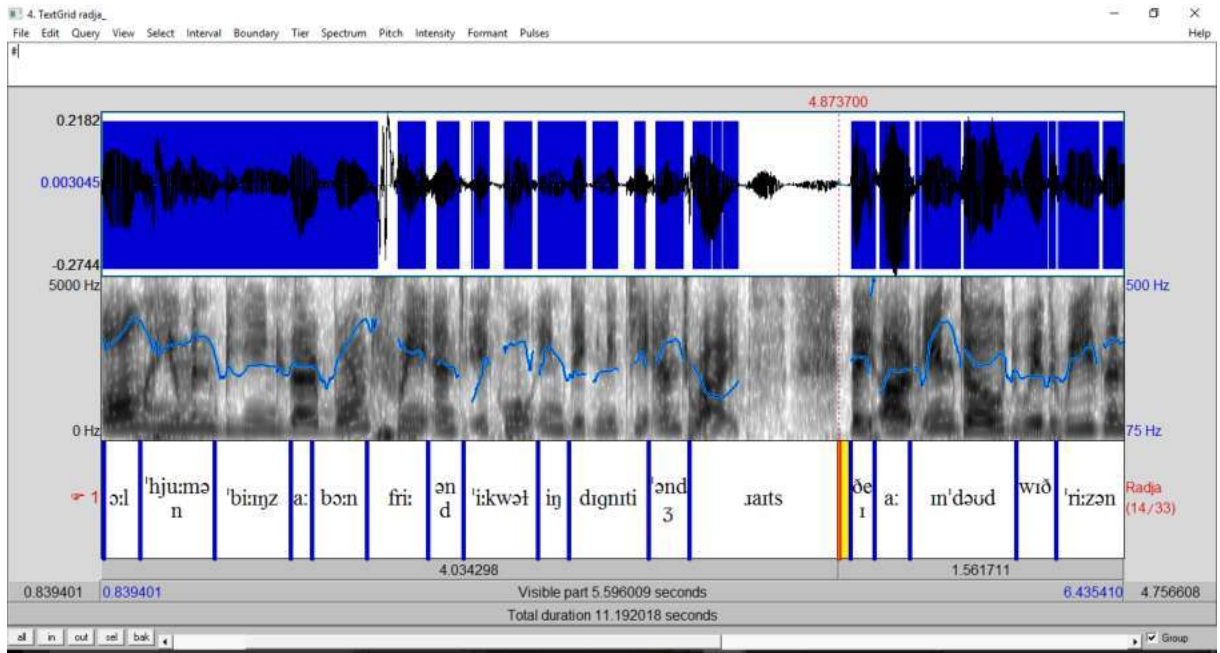 4. TextGrid radja_
File Edit Query View Select Interval Boundary Tier Spectrum Pitch Intensity Formant Pulses Help
#
4.873700
0.2182
0.003045
-0.2744
5000 Hz 500 Hz
0 Hz 75 Hz
☞ 1 ɔːl ˈhjuːmən ˈbiːɪŋz aː bɔːn friː ənd ˈiːkwəɫ iŋ dɪgnɪti ˈəndʒ ɹaɪts ðeɪ aː ɪnˈdəʊd wɪð ˈriːzən Radja (14/33)
4.034298 1.561711
0.839401 0.839401 Visible part 5.596009 seconds 6.435410 4.756608
Total duration 11.192018 seconds
all in out sel bak Group